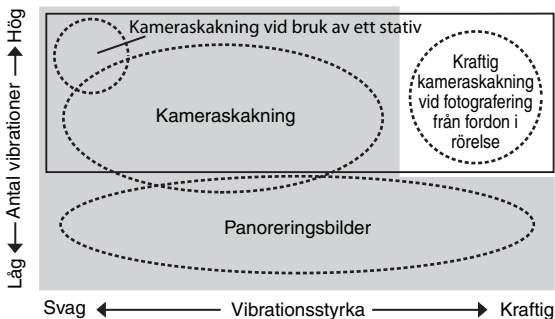 Hög
Antal vibrationer
Låg
Kameraskakning vid bruk av ett stativ
Kameraskakning
Kraftig
kameraskakning
vid fotografering
från fordon i
rörelse
Panoreringsbilder
Svag
Vibrationsstyrka
Kraftig